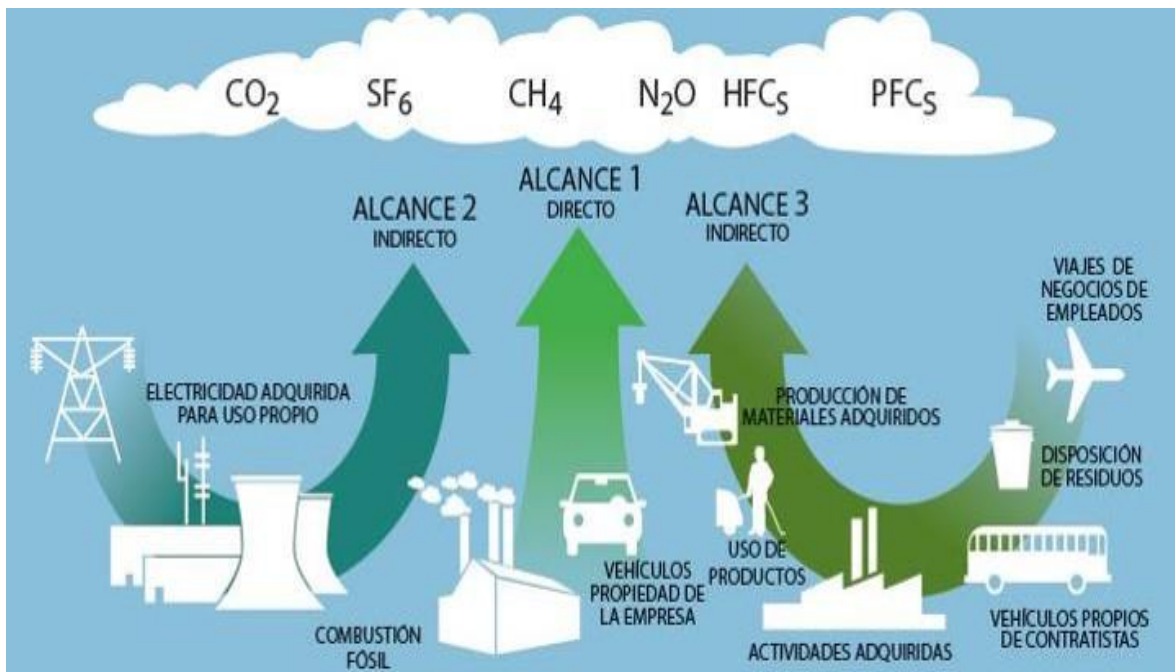 CO2 SF6 CH4 N2O HFCS PFCS
ALCANCE 1
DIRECTO
ALCANCE 2
INDIRECTO
ALCANCE 3
INDIRECTO
VIAJES DE
NEGOCIOS DE
EMPLEADOS
ELECTRICIDAD ADQUIRIDA
PARA USO PROPIO
PRODUCCIÓN DE
MATERIALES ADQUIRIDOS
DISPOSICIÓN
DE RESIDUOS
USO DE
PRODUCTOS
VEHÍCULOS
PROPIEDAD DE
LA EMPRESA
COMBUSTIÓN
FÓSIL
ACTIVIDADES ADQUIRIDAS
VEHÍCULOS PROPIOS
DE CONTRATISTAS